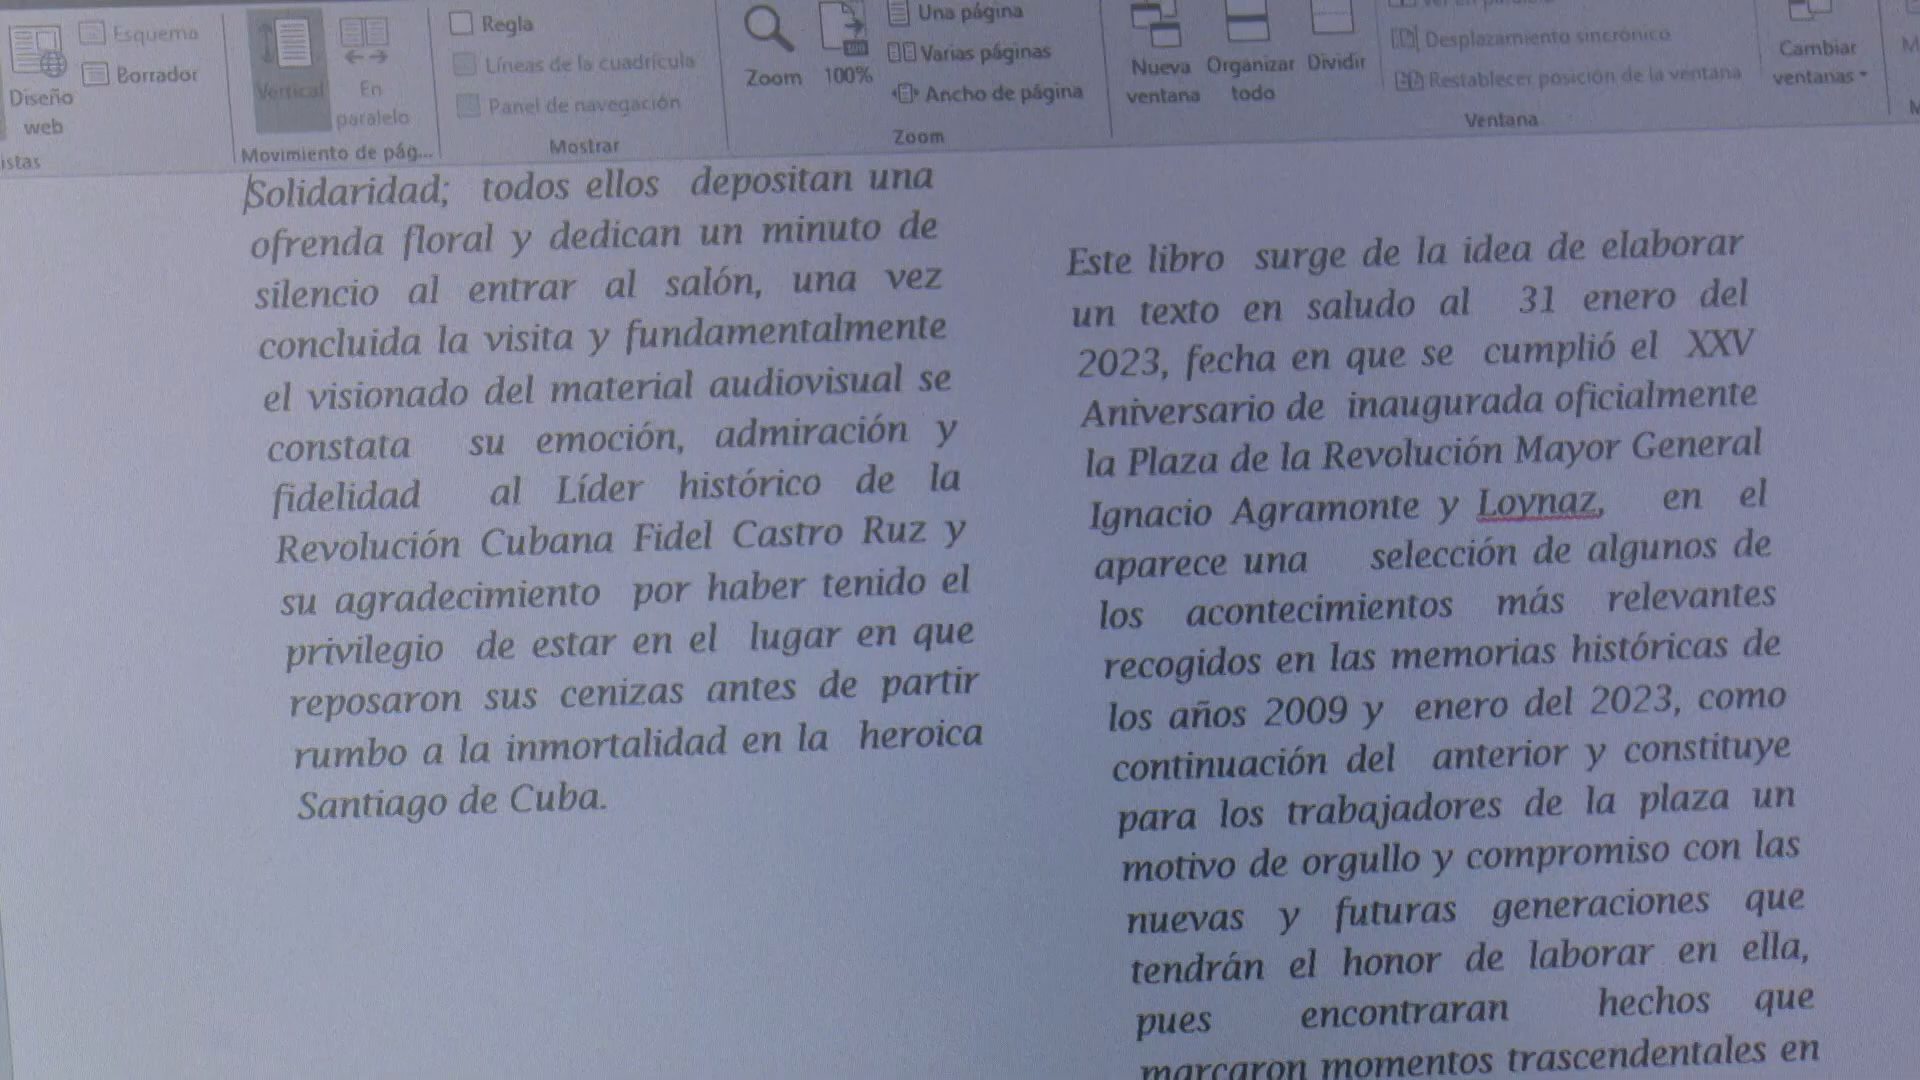 Esquema
Borrador
Diseño
web
istas
Vertical
En
paralelo
Movimiento de pág...
Regla
Líneas de la cuadrícula
Panel de navegación
Mostrar
Zoom
100%
Una página
Varias páginas
Ancho de página
Zoom
Nueva
ventana
Organizar
todo
Dividir
Desplazamiento sincrónico
Restablecer posición de la ventana
Ventana
Cambiar
ventanas
Solidaridad; todos ellos depositan una
ofrenda floral y dedican un minuto de
silencio al entrar al salón, una vez
concluida la visita y fundamentalmente
el visionado del material audiovisual se
constata su emoción, admiración y
fidelidad al Líder histórico de la
Revolución Cubana Fidel Castro Ruz y
su agradecimiento por haber tenido el
privilegio de estar en el lugar en que
reposaron sus cenizas antes de partir
rumbo a la inmortalidad en la heroica
Santiago de Cuba.
Este libro surge de la idea de elaborar
un texto en saludo al 31 enero del
2023, fecha en que se cumplió el XXV
Aniversario de inaugurada oficialmente
la Plaza de la Revolución Mayor General
Ignacio Agramonte y Loynaz, en el
aparece una selección de algunos de
los acontecimientos más relevantes
recogidos en las memorias históricas de
los años 2009 y enero del 2023, como
continuación del anterior y constituye
para los trabajadores de la plaza un
motivo de orgullo y compromiso con las
nuevas y futuras generaciones que
tendrán el honor de laborar en ella,
pues encontraran hechos que
marcaron momentos trascendentales en